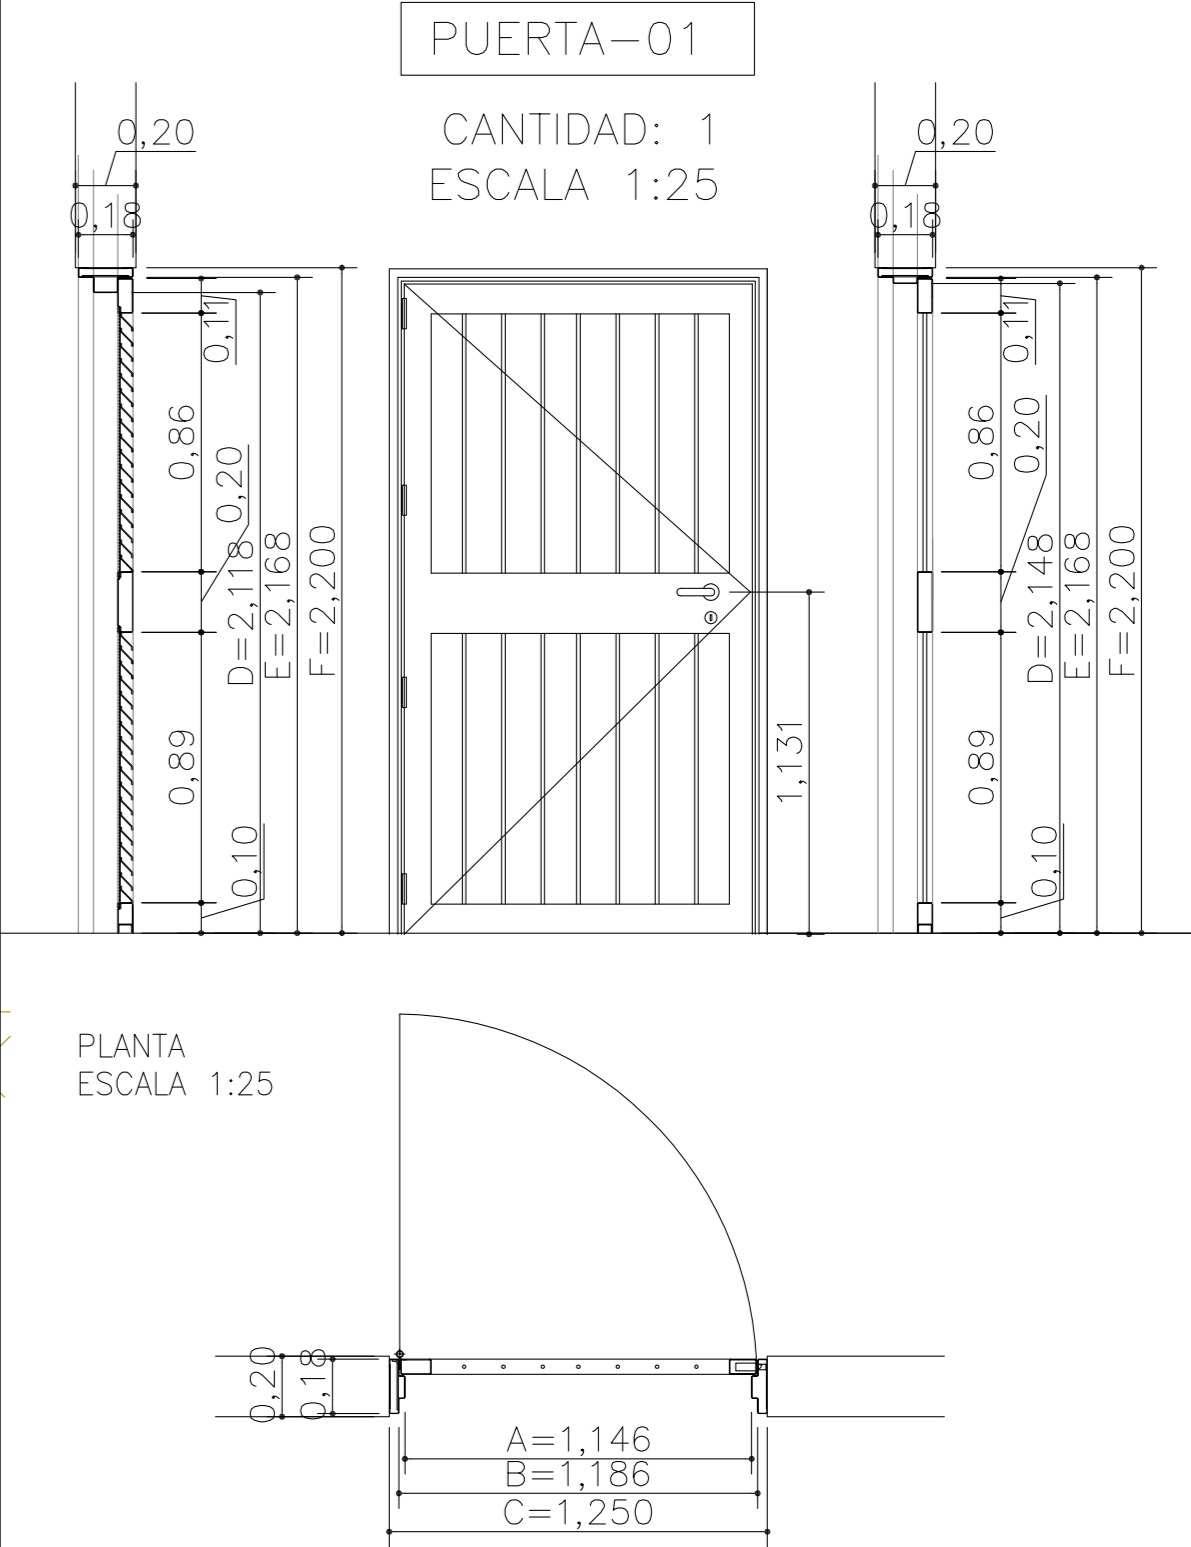 PUERTA-01
CANTIDAD: 1
ESCALA 1:25
0,20
0,18
0,11
0,86
0,20
D=2,118
E=2,168
F=2,200
0,89
0,10
1,131
0,20
0,18
0,11
0,86
0,20
D=2,148
E=2,168
F=2,200
0,89
0,10
PLANTA
ESCALA 1:25
0,20
0,18
A=1,146
B=1,186
C=1,250